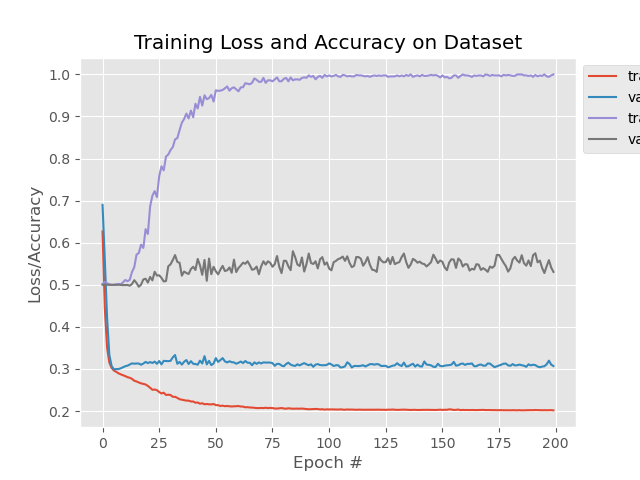 Training Loss and Accuracy on Dataset
Loss/Accuracy
1.0
0.9
0.8
0.7
0.6
0.5
0.4
0.3
0.2
0 25 50 75 100 125 150 175 200
Epoch #
tra
va
tra
va